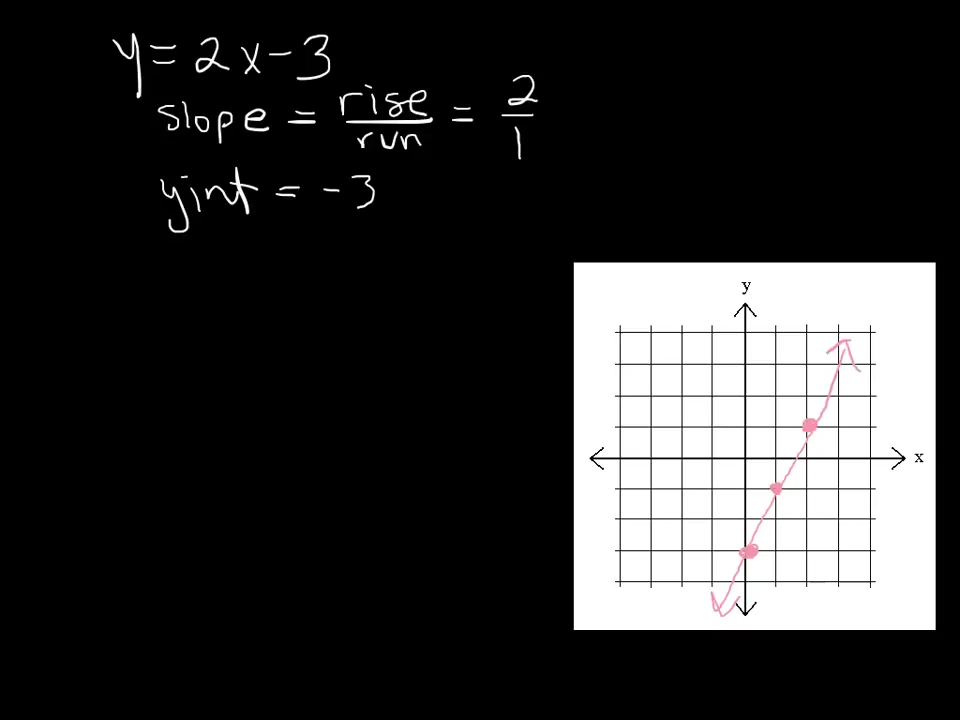 y = 2x - 3
slope = rise/run = 2/1
yint = -3
y
x